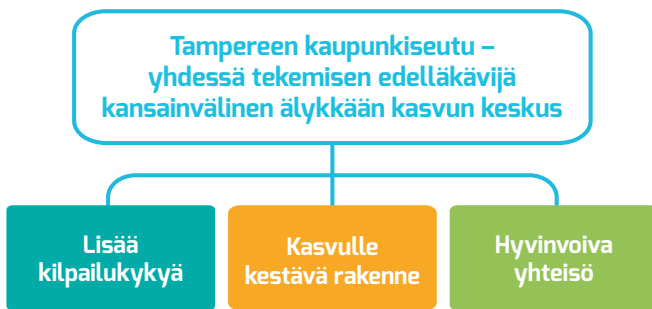 Tampereen kaupunkiseutu –
yhdessä tekemisen edelläkävijä
kansainvälinen älykkään kasvun keskus
Lisää
kilpailukykyä
Kasvulle
kestävä rakenne
Hyvinvoiva
yhteisö